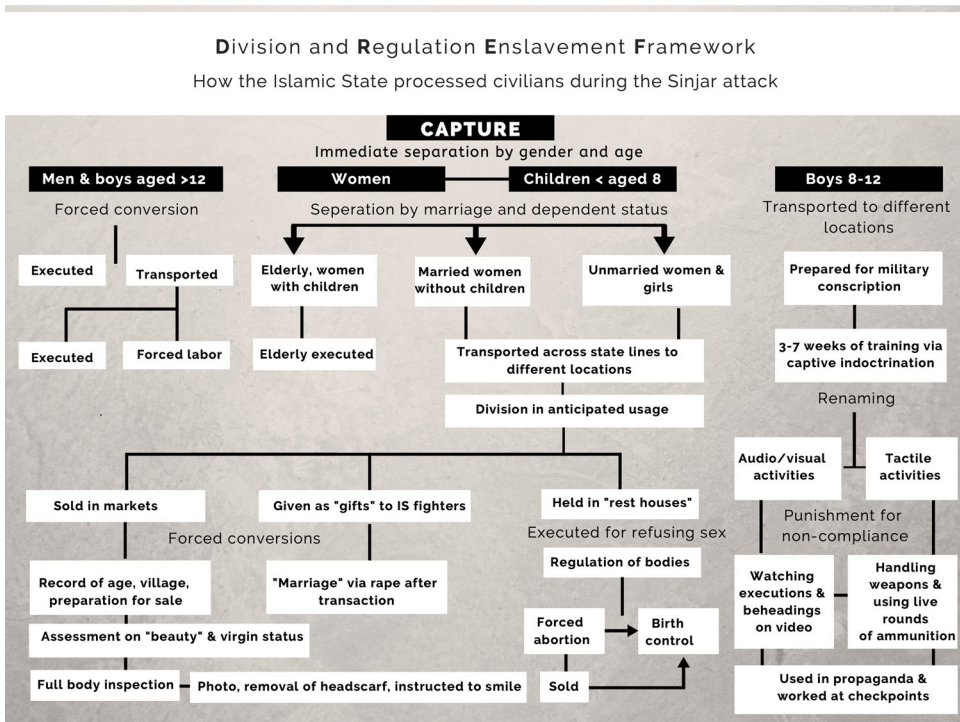 Division and Regulation Enslavement Framework
How the Islamic State processed civilians during the Sinjar attack
CAPTURE
Immediate separation by gender and age
Men & boys aged >12
Women
Children < aged 8
Boys 8-12
Forced conversion
Seperation by marriage and dependent status
Transported to different
locations
Executed
Transported
Executed
Forced labor
Elderly, women
with children
Elderly executed
Married women
without children
Unmarried women &
girls
Transported across state lines to
different locations
Division in anticipated usage
Prepared for military
conscription
3-7 weeks of training via
captive indoctrination
Renaming
Audio/visual
activities
Tactile
activities
Punishment for
non-compliance
Watching
executions &
beheadings
on video
Handling
weapons &
using live
rounds
of ammunition
Used in propaganda &
worked at checkpoints
Sold in markets
Given as "gifts" to IS fighters
Held in "rest houses"
Forced conversions
Executed for refusing sex
Record of age, village,
preparation for sale
"Marriage" via rape after
transaction
Regulation of bodies
Assessment on "beauty" & virgin status
Forced
abortion
Birth
control
Full body inspection
Photo, removal of headscarf, instructed to smile
Sold